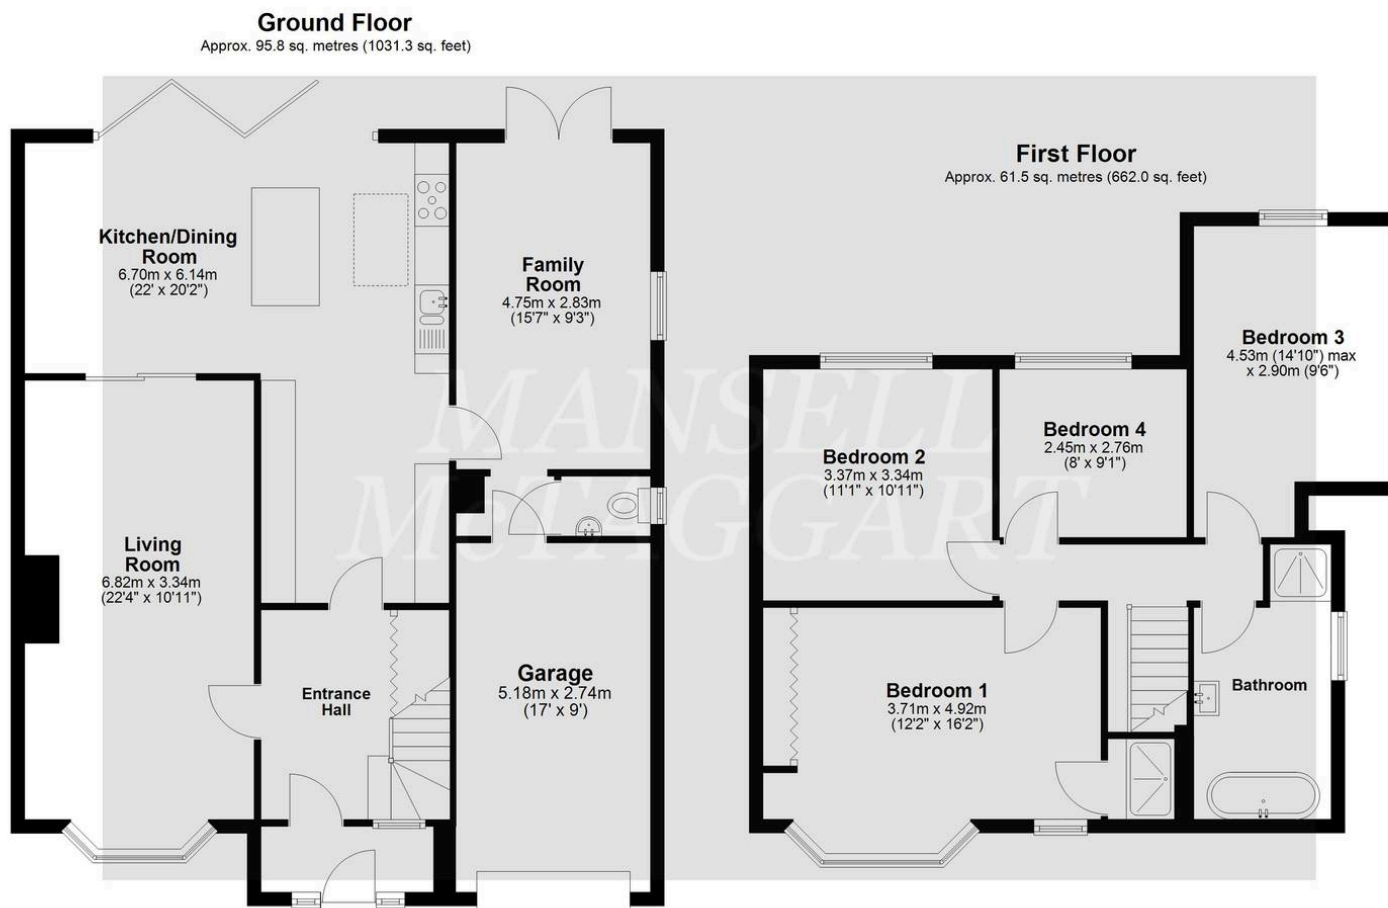 Ground Floor
Approx. 95.8 sq. metres (1031.3 sq. feet)
First Floor
Approx. 61.5 sq. metres (662.0 sq. feet)
Kitchen/Dining
Room
6.70m x 6.14m
(22' x 20'2")
Family
Room
4.75m x 2.83m
(15'7" x 9'3")
Living
Room
6.82m x 3.34m
(22'4" x 10'11")
Entrance
Hall
Garage
5.18m x 2.74m
(17' x 9')
Bedroom 3
4.53m (14'10") max
x 2.90m (9'6")
Bedroom 2
3.37m x 3.34m
(11'1" x 10'11")
Bedroom 4
2.45m x 2.76m
(8' x 9'1")
Bedroom 1
3.71m x 4.92m
(12'2" x 16'2")
Bathroom
MANSELL
McTAGGART